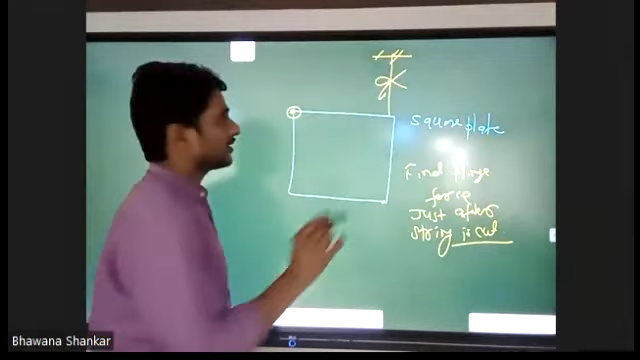 square plate
Find Hinge
force
Just after
string is cut
Bhawana Shankar